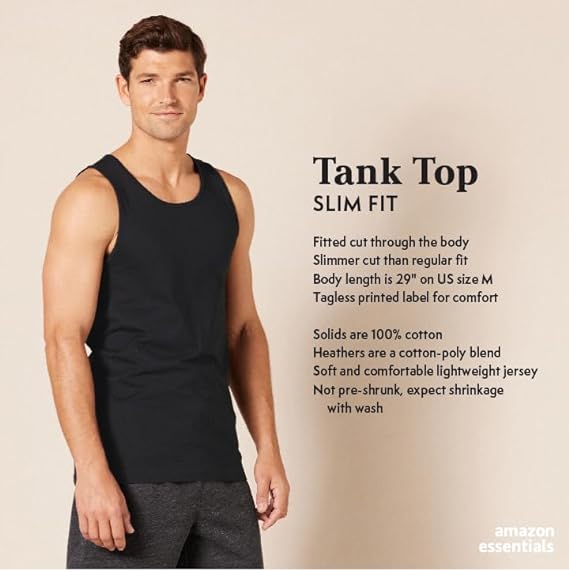 Tank Top
SLIM FIT
Fitted cut through the body
Slimmer cut than regular fit
Body length is 29" on US size M
Tagless printed label for comfort
Solids are 100% cotton
Heathers are a cotton-poly blend
Soft and comfortable lightweight jersey
Not pre-shrunk, expect shrinkage
with wash
amazon
essentials